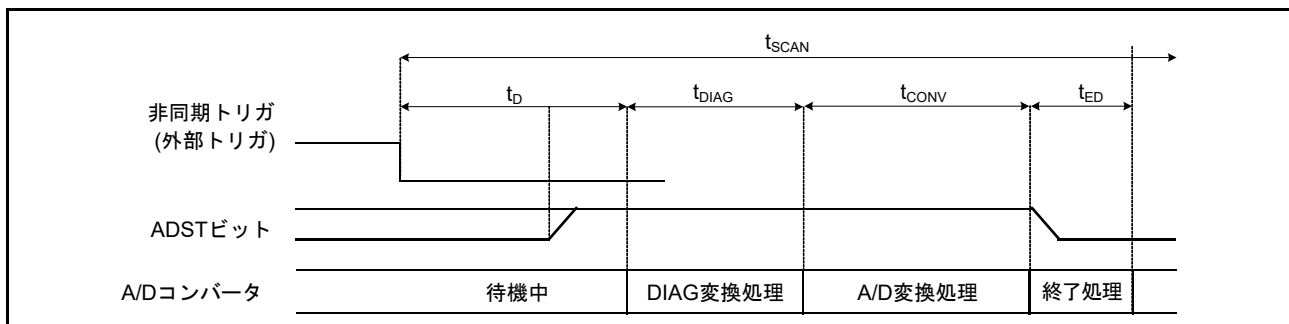 tSCAN
tD tDIAG tCONV tED
非同期トリガ
(外部トリガ)
ADSTビット
A/Dコンバータ 待機中 DIAG変換処理 A/D変換処理 終了処理